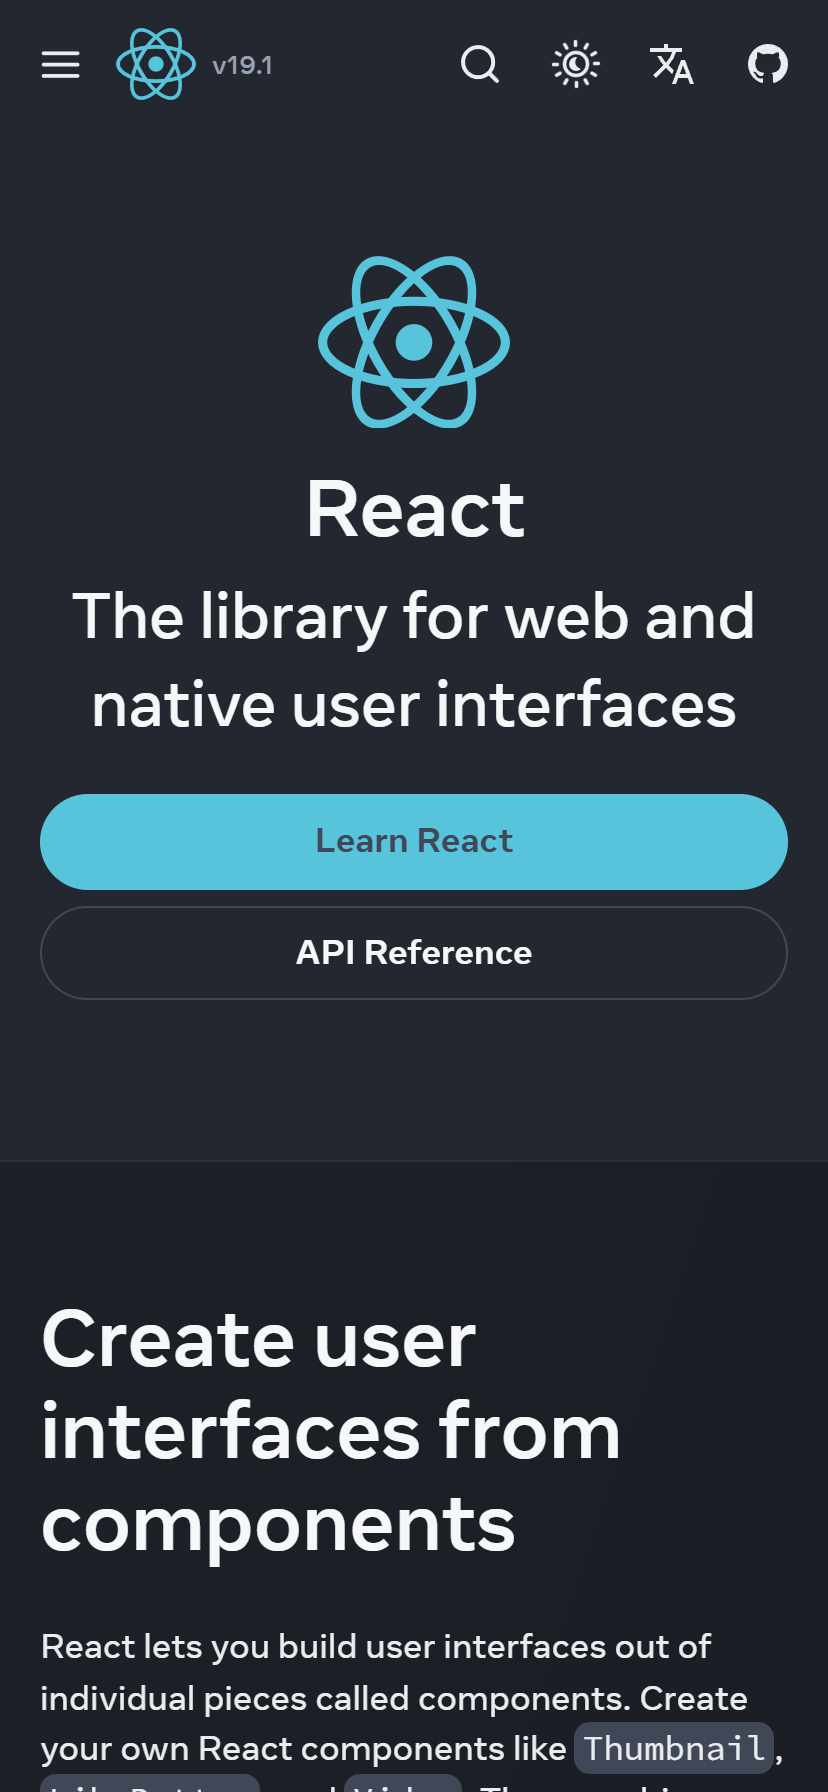 v19.1
React
The library for web and
native user interfaces
Learn React
API Reference
Create user
interfaces from
components
React lets you build user interfaces out of
individual pieces called components. Create
your own React components like Thumbnail,